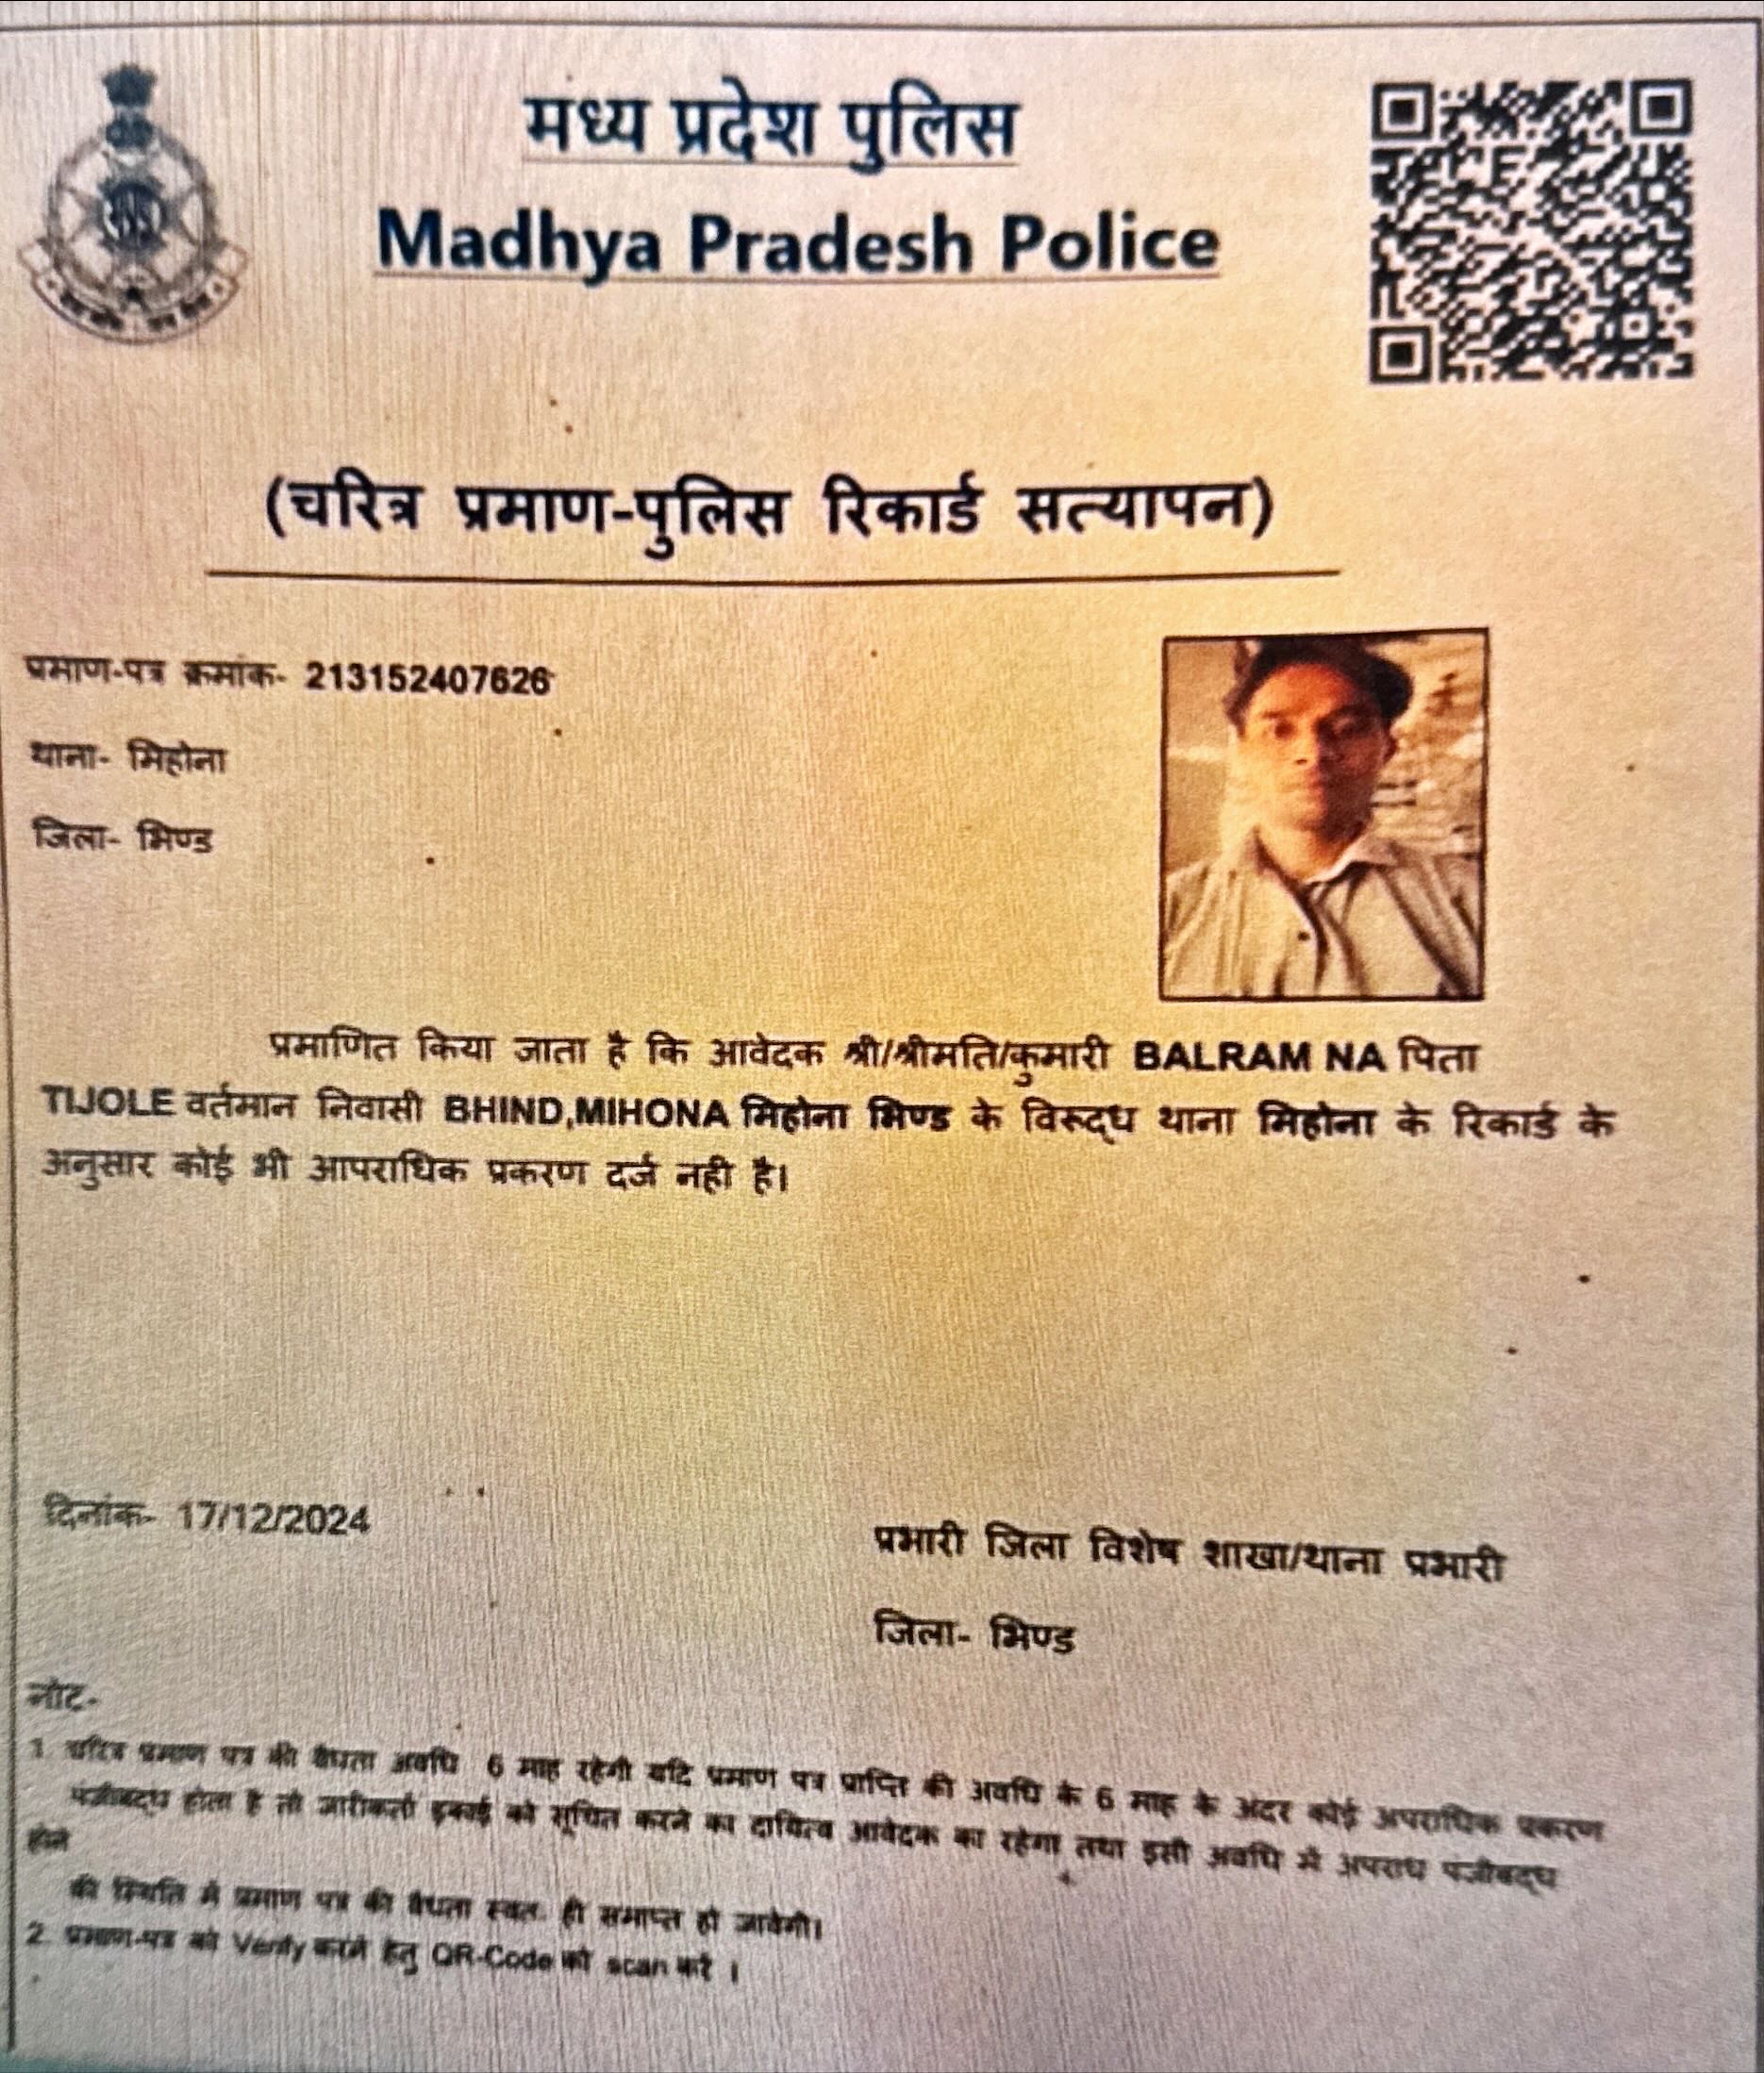 मध्य प्रदेश पुलिस
Madhya Pradesh Police
(चरित्र प्रमाण-पुलिस रिकार्ड सत्यापन)
प्रमाण-पत्र क्रमांक- 213152407626
थाना- मिहोना
जिला- भिण्ड
प्रमाणित किया जाता है कि आवेदक श्री/श्रीमति/कुमारी BALRAM NA पिता
TIJOLE वर्तमान निवासी BHIND,MIHONA मिहोना भिण्ड के विरूद्ध थाना मिहोना के रिकार्ड के
अनुसार कोई भी आपराधिक प्रकरण दर्ज नही है।
दिनांक- 17/12/2024
प्रभारी जिला विशेष शाखा/थाना प्रभारी
जिला- भिण्ड
नोट-
1. चरित्र प्रमाण पत्र की वैधता अवधि 6 माह रहेगी यदि प्रमाण पत्र प्राप्ति की अवधि के 6 माह के अंदर कोई अपराधिक प्रकरण
पंजीबद्ध होता है तो जारीकर्ता इकाई को सूचित करने का दायित्व आवेदक का रहेगा तथा इसी अवधि में अपराध पंजीबद्ध
होने
की स्थिति में प्रमाण पत्र की वैधता स्वतः ही समाप्त हो जावेगी।
2. प्रमाण-पत्र को Verify करने हेतु QR-Code को scan करें ।